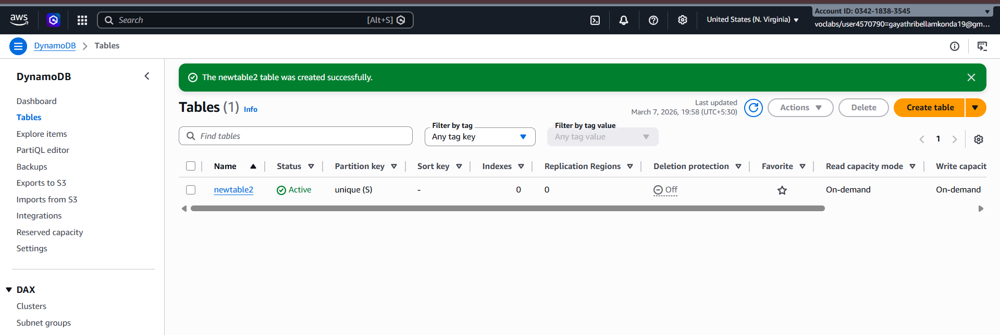 aws
Search [Alt+S]
United States (N. Virginia)
Account ID: 0342-1838-3545
voclabs/user4570790=gayathribellamkonda19@gm...
DynamoDB Tables
DynamoDB
Dashboard
Tables
Explore items
PartiQL editor
Backups
Exports to S3
Imports from S3
Integrations
Reserved capacity
Settings
DAX
Clusters
Subnet groups
The newtable2 table was created successfully.
Tables (1) Info
Last updated
March 7, 2026, 19:58 (UTC+5:30)
Actions
Delete
Create table
Find tables
Filter by tag
Any tag key
Filter by tag value
Any tag value
1
Name Status Partition key Sort key Indexes Replication Regions Deletion protection Favorite Read capacity mode Write capacit
newtable2 Active unique (S) - 0 0 Off On-demand On-demand